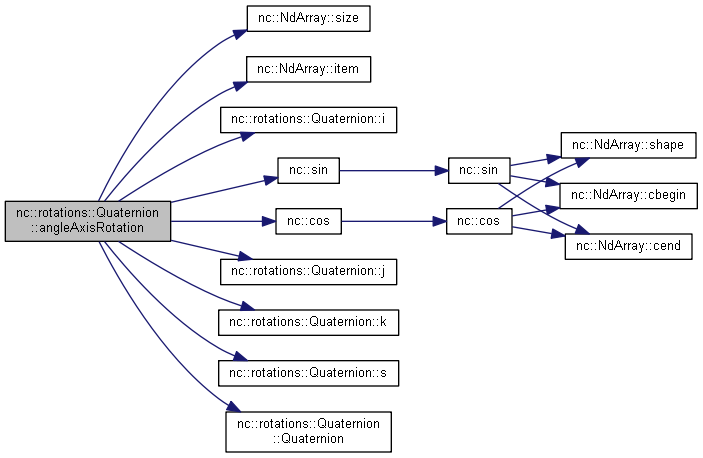 nc::NdArray::size
nc::NdArray::item
nc::rotations::Quaternion::i
nc::NdArray::shape
nc::sin
nc::sin
nc::NdArray::cbegin
nc::rotations::Quaternion
::angleAxisRotation
nc::cos
nc::cos
nc::NdArray::cend
nc::rotations::Quaternion::j
nc::rotations::Quaternion::k
nc::rotations::Quaternion::s
nc::rotations::Quaternion
::Quaternion